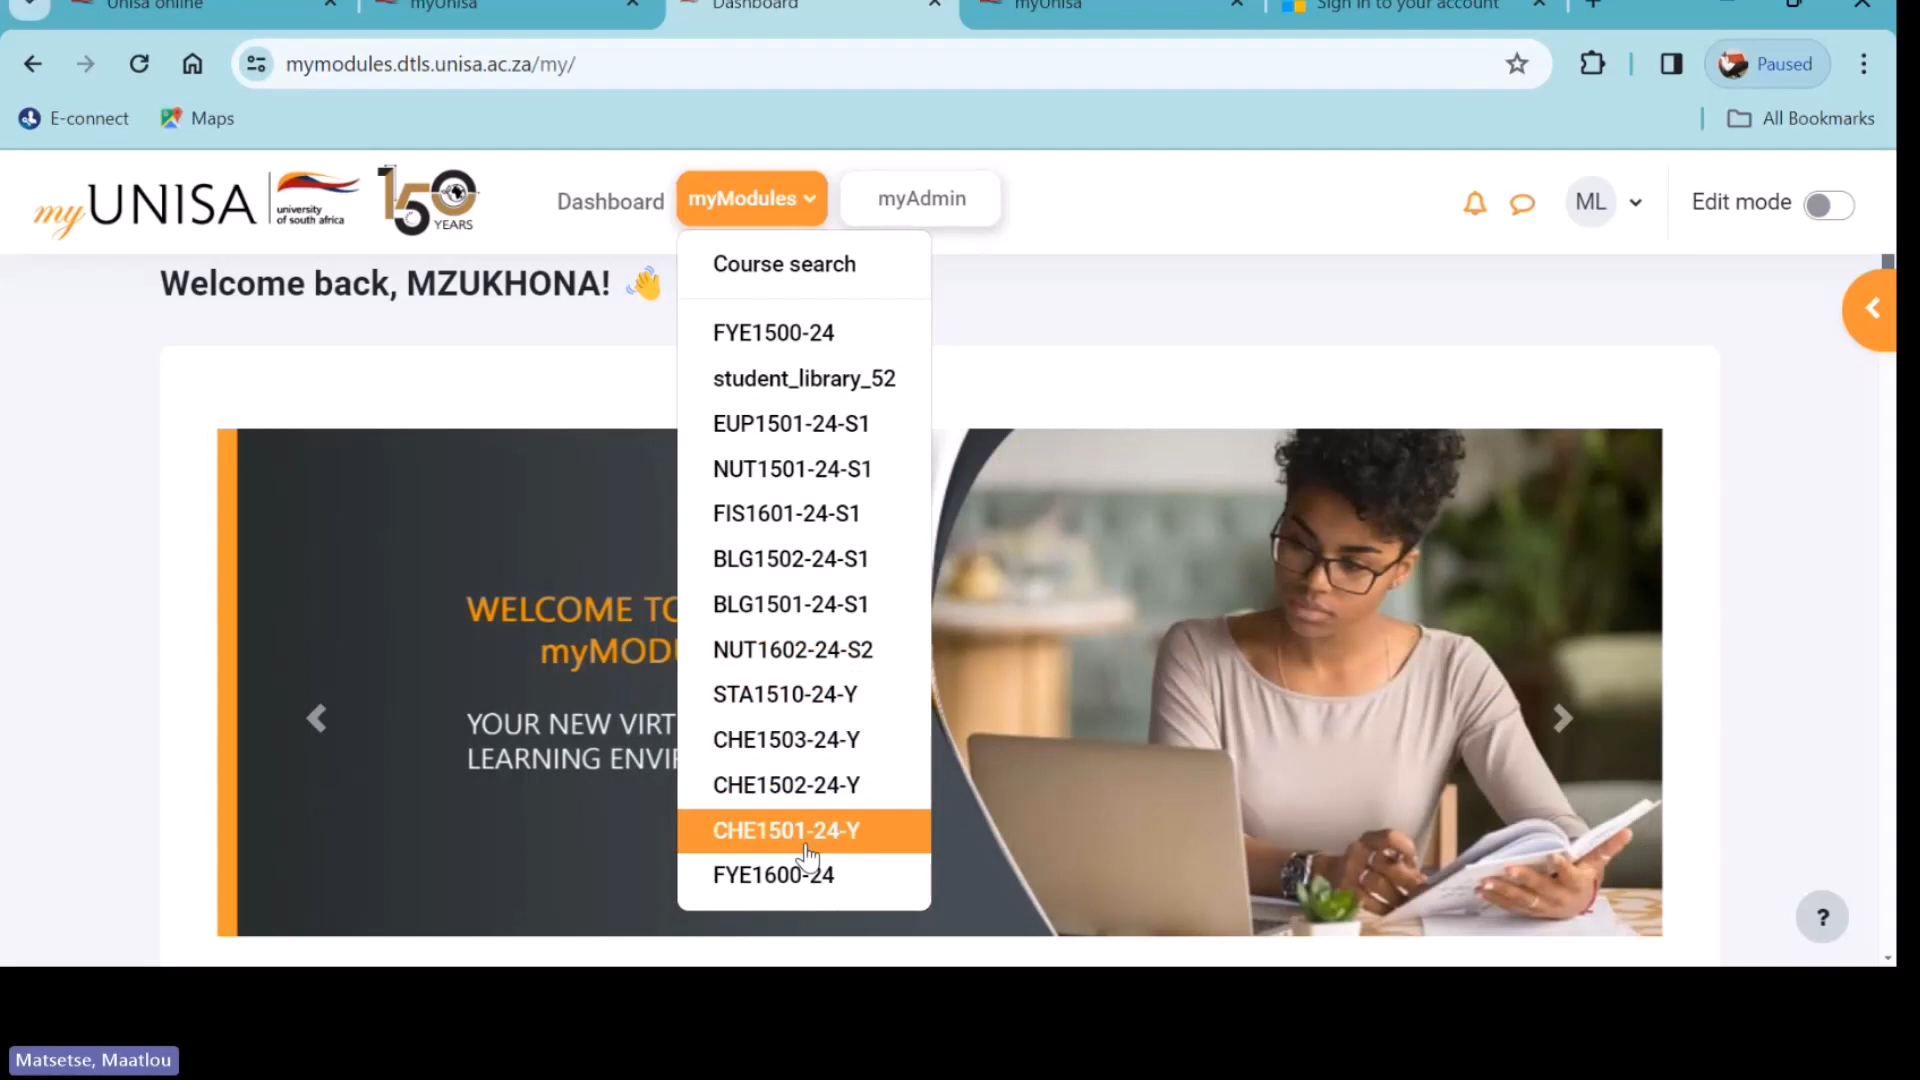 Unisa online
myUnisa
Dashboard
myUnisa
Sign in to your account
mymodules.dtls.unisa.ac.za/my/
Paused
E-connect
Maps
All Bookmarks
myUNISA
university
of south africa
150
YEARS
Dashboard
myModules
myAdmin
ML
Edit mode
Welcome back, MZUKHONA!
Course search
FYE1500-24
student_library_52
EUP1501-24-S1
NUT1501-24-S1
FIS1601-24-S1
BLG1502-24-S1
BLG1501-24-S1
NUT1602-24-S2
STA1510-24-Y
CHE1503-24-Y
CHE1502-24-Y
CHE1501-24-Y
FYE1600-24
WELCOME TO
myMODU
YOUR NEW VIRT
LEARNING ENVI
?
Matsetse, Maatlou